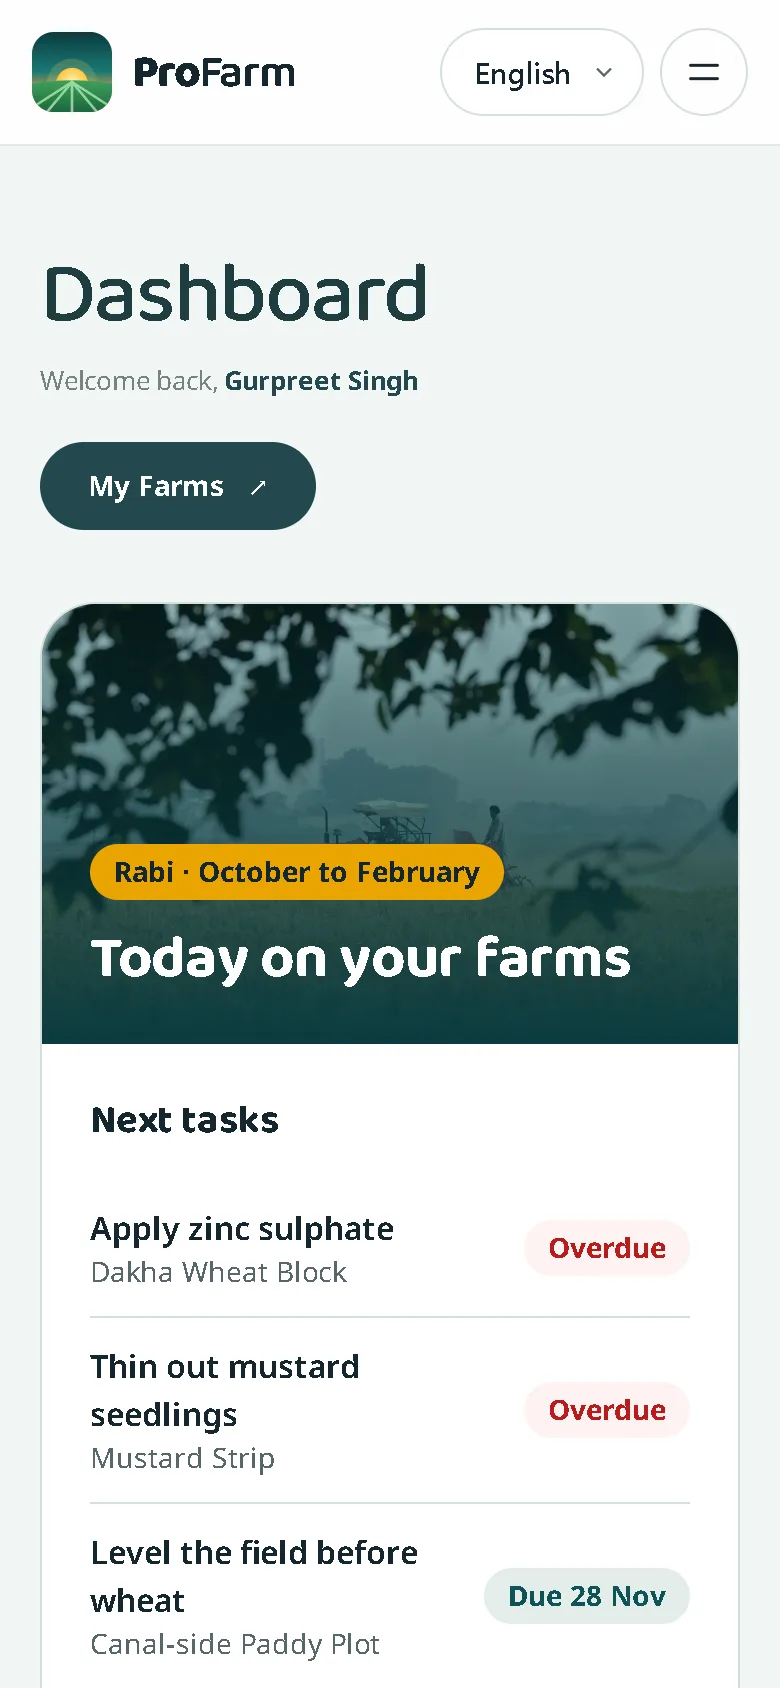 ProFarm
English
Dashboard
Welcome back, Gurpreet Singh
My Farms
Rabi · October to February
Today on your farms
Next tasks
Apply zinc sulphate
Dakha Wheat Block
Overdue
Thin out mustard
seedlings
Mustard Strip
Overdue
Level the field before
wheat
Canal-side Paddy Plot
Due 28 Nov